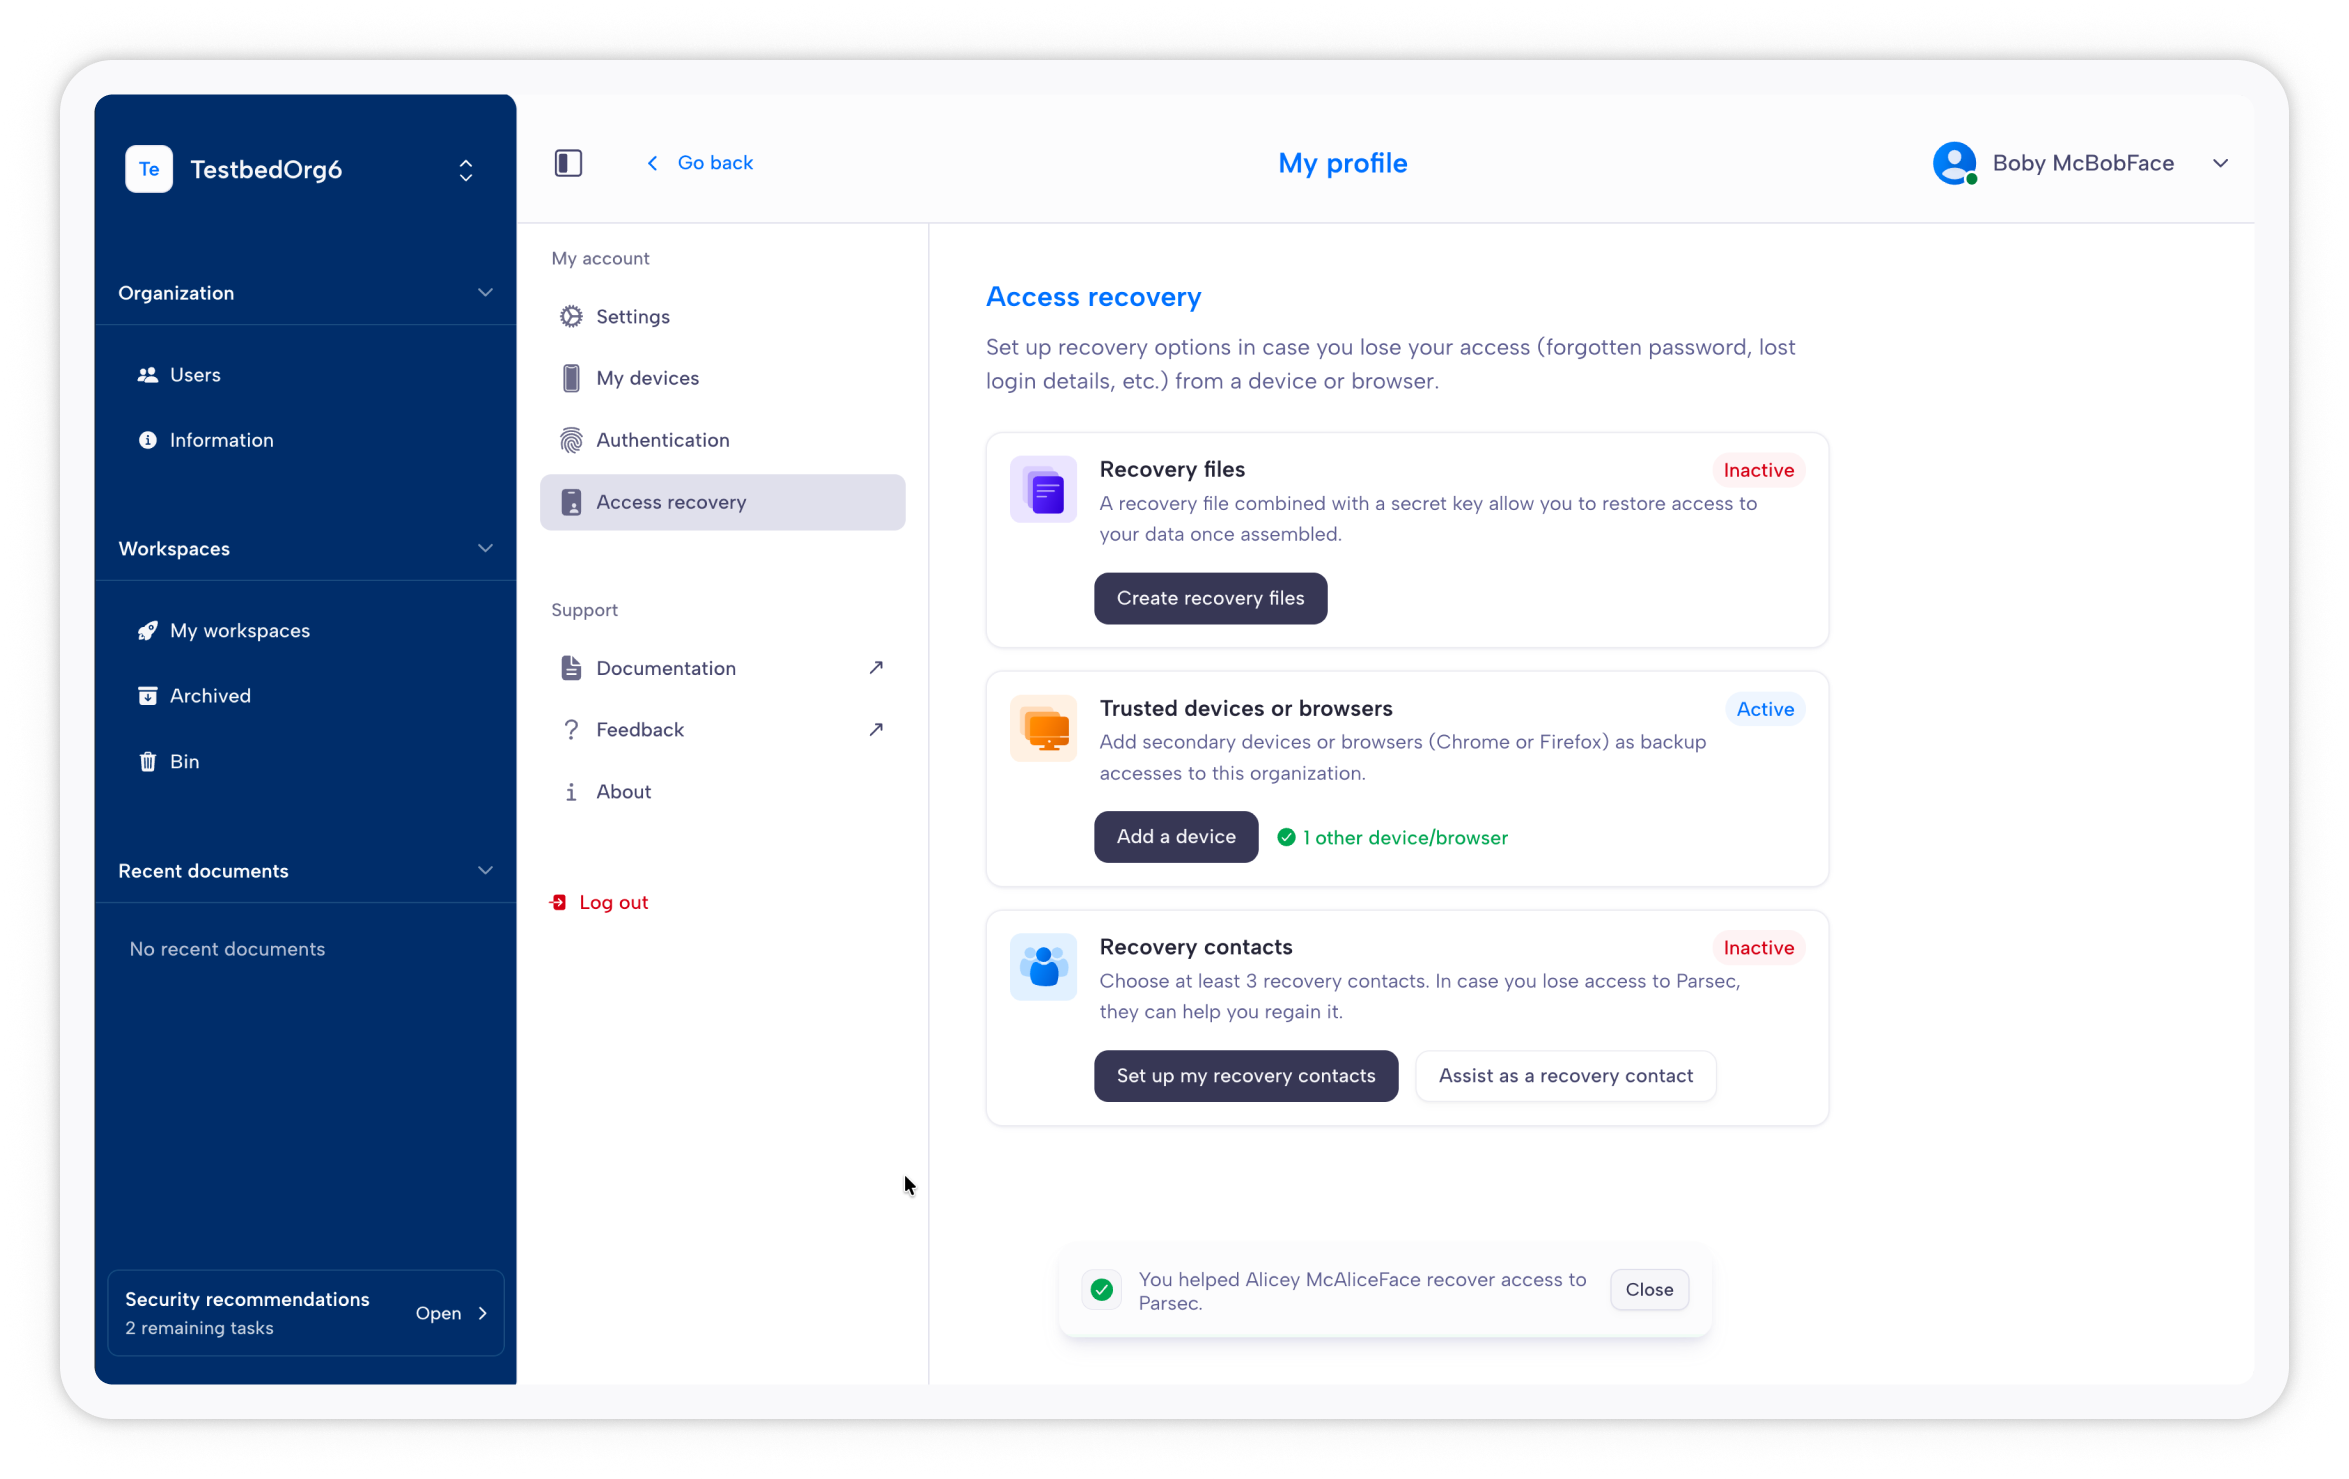 Te
TestbedOrg6
Organization
Users
Information
Workspaces
My workspaces
Archived
Bin
Recent documents
No recent documents
Security recommendations
2 remaining tasks
Open
Go back
My profile
Boby McBobFace
My account
Settings
My devices
Authentication
Access recovery
Support
Documentation
Feedback
About
Log out
Access recovery
Set up recovery options in case you lose your access (forgotten password, lost
login details, etc.) from a device or browser.
Recovery files
Inactive
A recovery file combined with a secret key allow you to restore access to
your data once assembled.
Create recovery files
Trusted devices or browsers
Active
Add secondary devices or browsers (Chrome or Firefox) as backup
accesses to this organization.
Add a device
1 other device/browser
Recovery contacts
Inactive
Choose at least 3 recovery contacts. In case you lose access to Parsec,
they can help you regain it.
Set up my recovery contacts
Assist as a recovery contact
You helped Alicey McAliceFace recover access to
Parsec.
Close